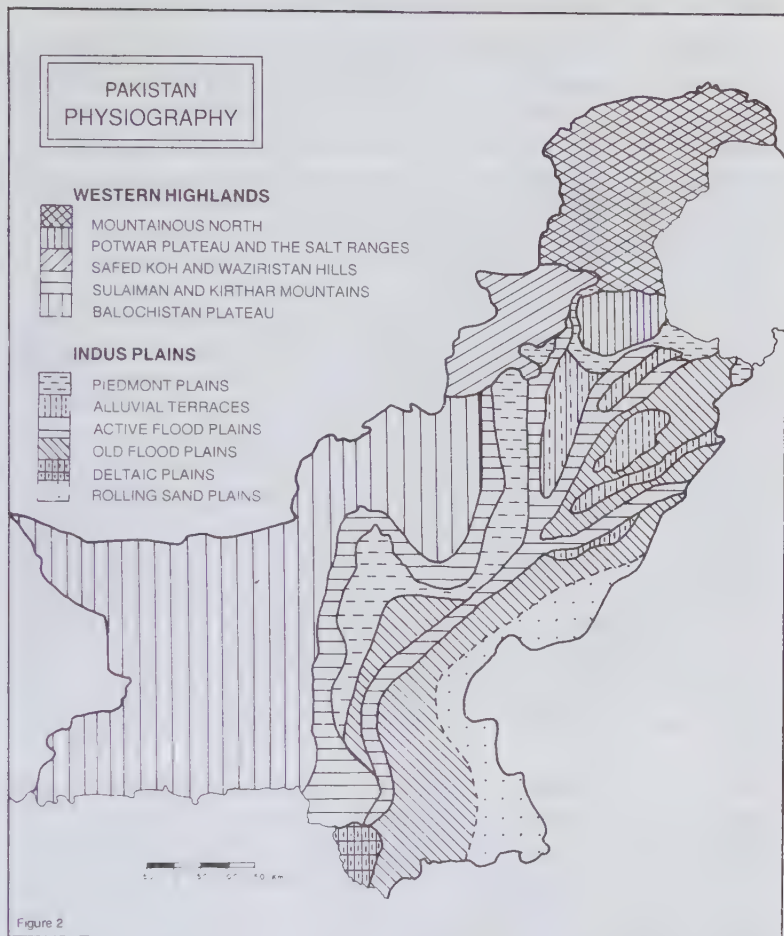 PAKISTAN
PHYSIOGRAPHY
WESTERN HIGHLANDS
MOUNTAINOUS NORTH
POTWAR PLATEAU AND THE SALT RANGES
SAFED KOH AND WAZIRISTAN HILLS
SULAIMAN AND KIRTHAR MOUNTAINS
BALOCHISTAN PLATEAU
INDUS PLAINS
PIEDMONT PLAINS
ALLUVIAL TERRACES
ACTIVE FLOOD PLAINS
OLD FLOOD PLAINS
DELTAIC PLAINS
ROLLING SAND PLAINS
Figure 2